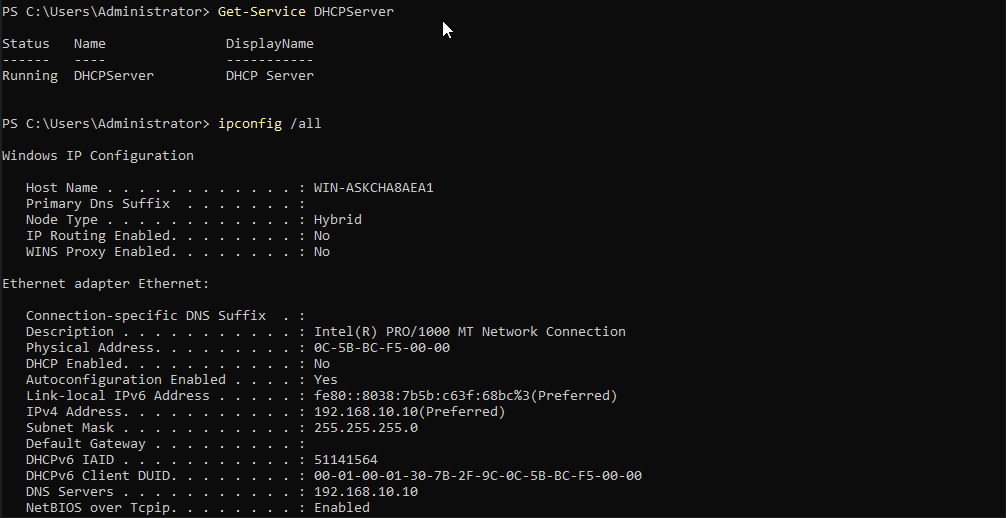 PS C:\Users\Administrator> Get-Service DHCPServer
Status   Name               DisplayName
------   ----               -----------
Running  DHCPServer         DHCP Server
PS C:\Users\Administrator> ipconfig /all
Windows IP Configuration
   Host Name . . . . . . . . . . . . : WIN-ASKCHA8AEA1
   Primary Dns Suffix  . . . . . . . :
   Node Type . . . . . . . . . . . . : Hybrid
   IP Routing Enabled. . . . . . . . : No
   WINS Proxy Enabled. . . . . . . . : No
Ethernet adapter Ethernet:
   Connection-specific DNS Suffix  . :
   Description . . . . . . . . . . . : Intel(R) PRO/1000 MT Network Connection
   Physical Address. . . . . . . . . : 0C-5B-BC-F5-00-00
   DHCP Enabled. . . . . . . . . . . : No
   Autoconfiguration Enabled . . . . : Yes
   Link-local IPv6 Address . . . . . : fe80::8038:7b5b:c63f:68bc%3(Preferred)
   IPv4 Address. . . . . . . . . . . : 192.168.10.10(Preferred)
   Subnet Mask . . . . . . . . . . . : 255.255.255.0
   Default Gateway . . . . . . . . . :
   DHCPv6 IAID . . . . . . . . . . . : 51141564
   DHCPv6 Client DUID. . . . . . . . : 00-01-00-01-30-7B-2F-9C-0C-5B-BC-F5-00-00
   DNS Servers . . . . . . . . . . . : 192.168.10.10
   NetBIOS over Tcpip. . . . . . . . : Enabled